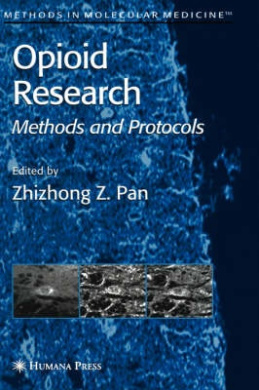 METHODS IN MOLECULAR MEDICINE™
Opioid
Research
Methods and Protocols
Edited by
Zhizhong Z. Pan
HUMANA PRESS